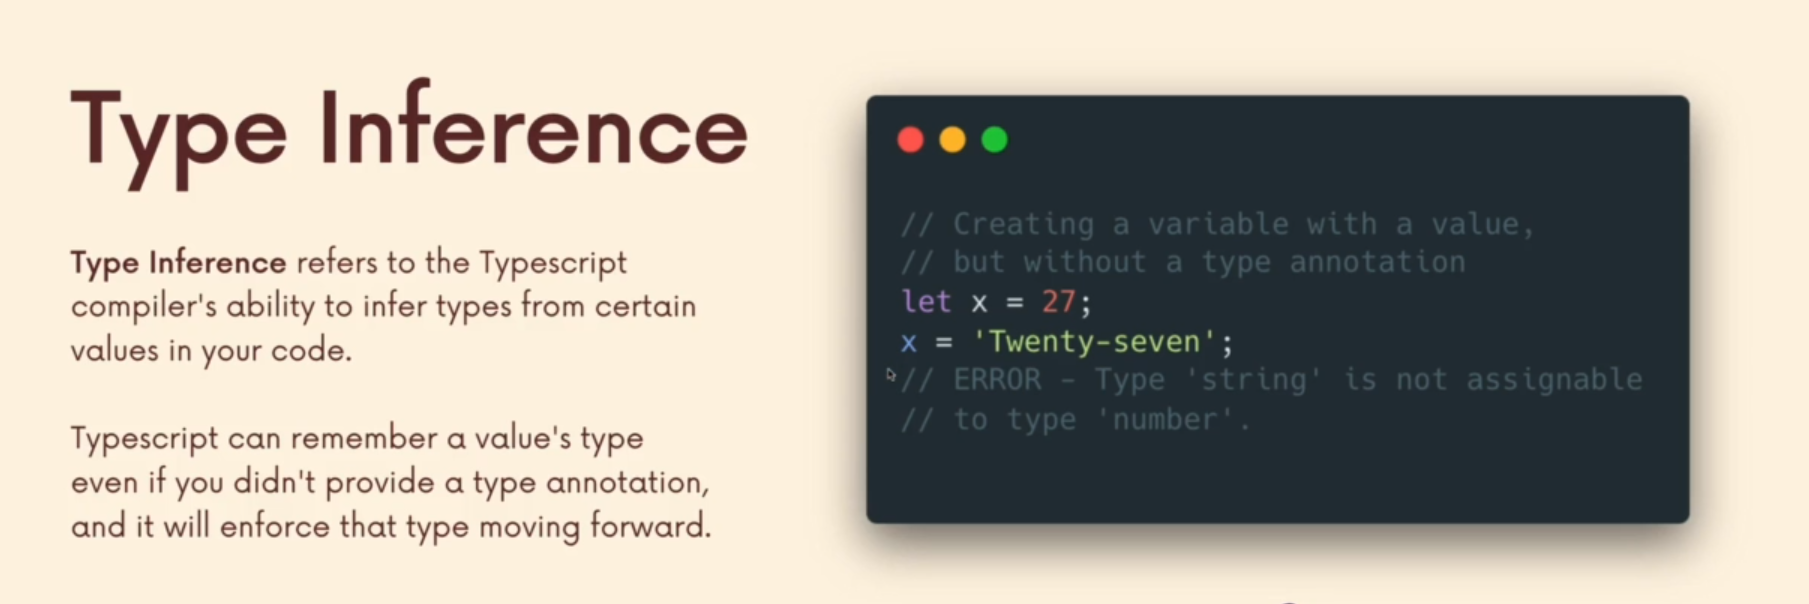 Type Inference
Type Inference refers to the Typescript
compiler's ability to infer types from certain
values in your code.
Typescript can remember a value's type
even if you didn't provide a type annotation,
and it will enforce that type moving forward.
// Creating a variable with a value,
// but without a type annotation
let x = 27;
x = 'Twenty-seven';
// ERROR - Type 'string' is not assignable
// to type 'number'.